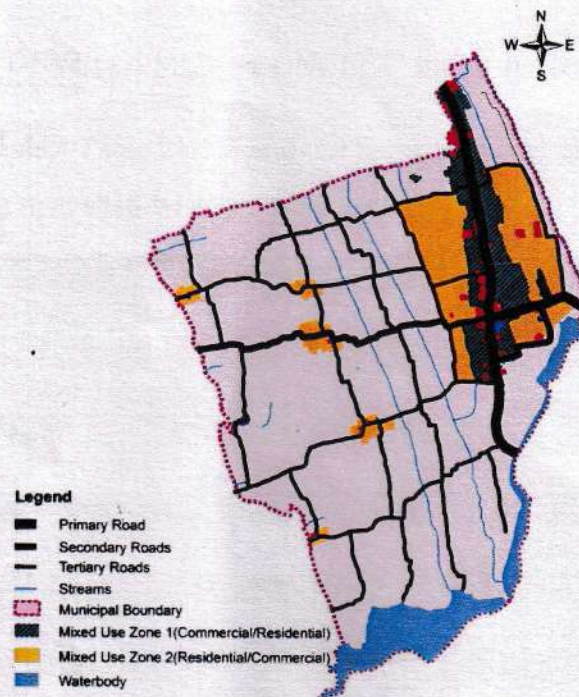 N
W E
S
Legend
Primary Road
Secondary Roads
Tertiary Roads
Streams
Municipal Boundary
Mixed Use Zone 1(Commercial/Residential)
Mixed Use Zone 2(Residential/Commercial)
Waterbody